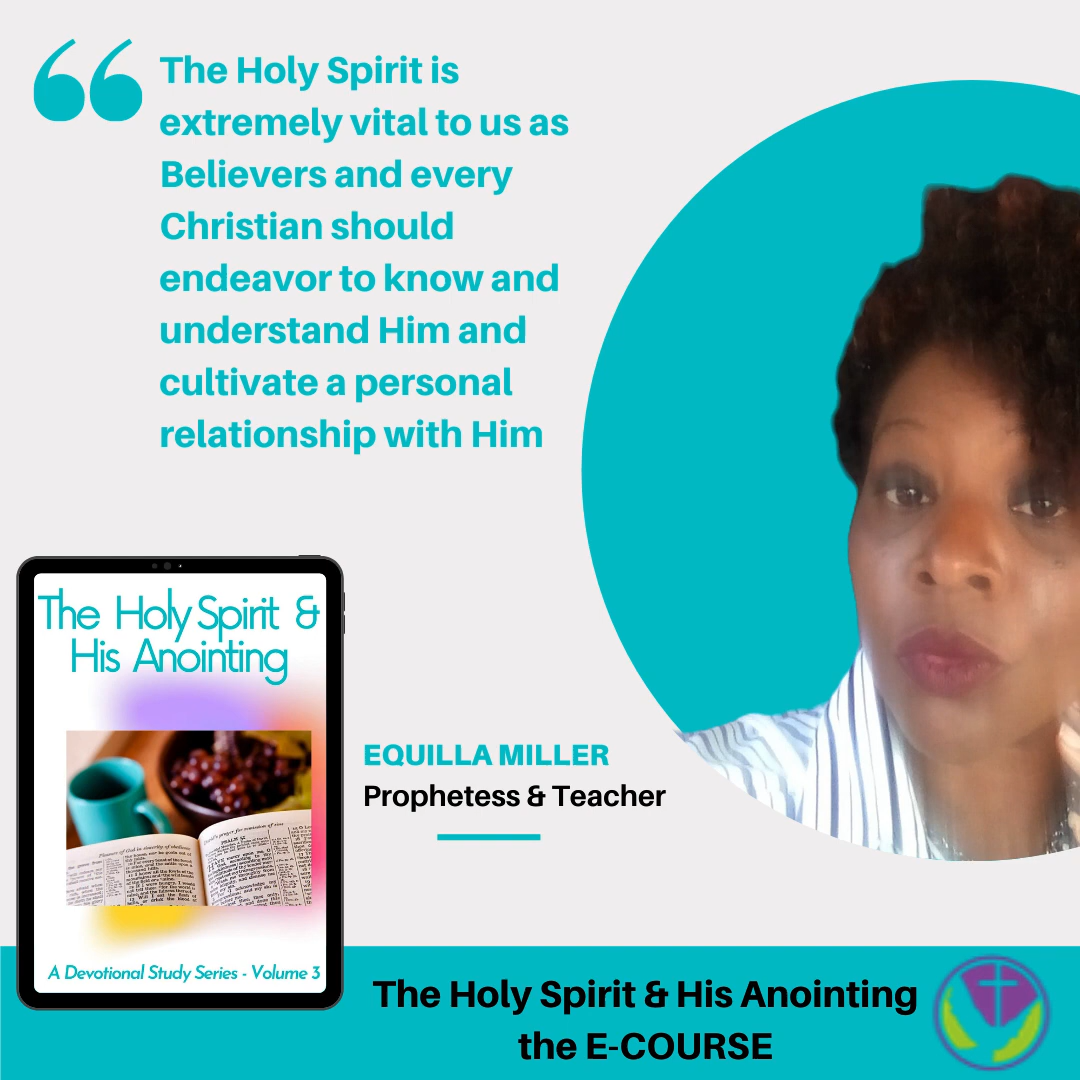 The Holy Spirit is
extremely vital to us as
Believers and every
Christian should
endeavor to know and
understand Him and
cultivate a personal
relationship with Him
The Holy Spirit &
His Anointing
PSALM 25
A Devotional Study Series - Volume 3
EQUILLA MILLER
Prophetess & Teacher
The Holy Spirit & His Anointing
the E-COURSE